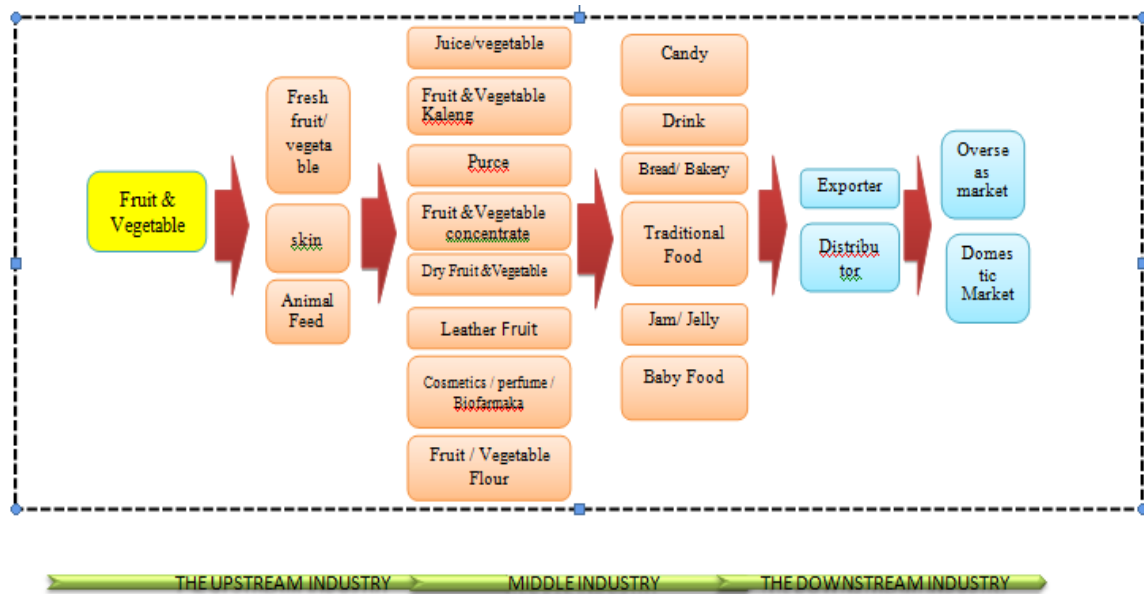 Fruit &
Vegetable
Fresh
fruit/
vegeta
ble
skin
Animal
Feed
Juice/vegetable
Fruit &Vegetable
Kaleng
Purce
Fruit &Vegetable
concentrate
Dry Fruit &Vegetable
Leather Fruit
Cosmetics / perfume /
Biofarmaka
Fruit / Vegetable
Flour
Candy
Drink
Bread/ Bakery
Traditional
Food
Jam/ Jelly
Baby Food
Exporter
Distribu
tor
Overse
as
market
Domes
tic
Market
THE UPSTREAM INDUSTRY
MIDDLE INDUSTRY
THE DOWNSTREAM INDUSTRY